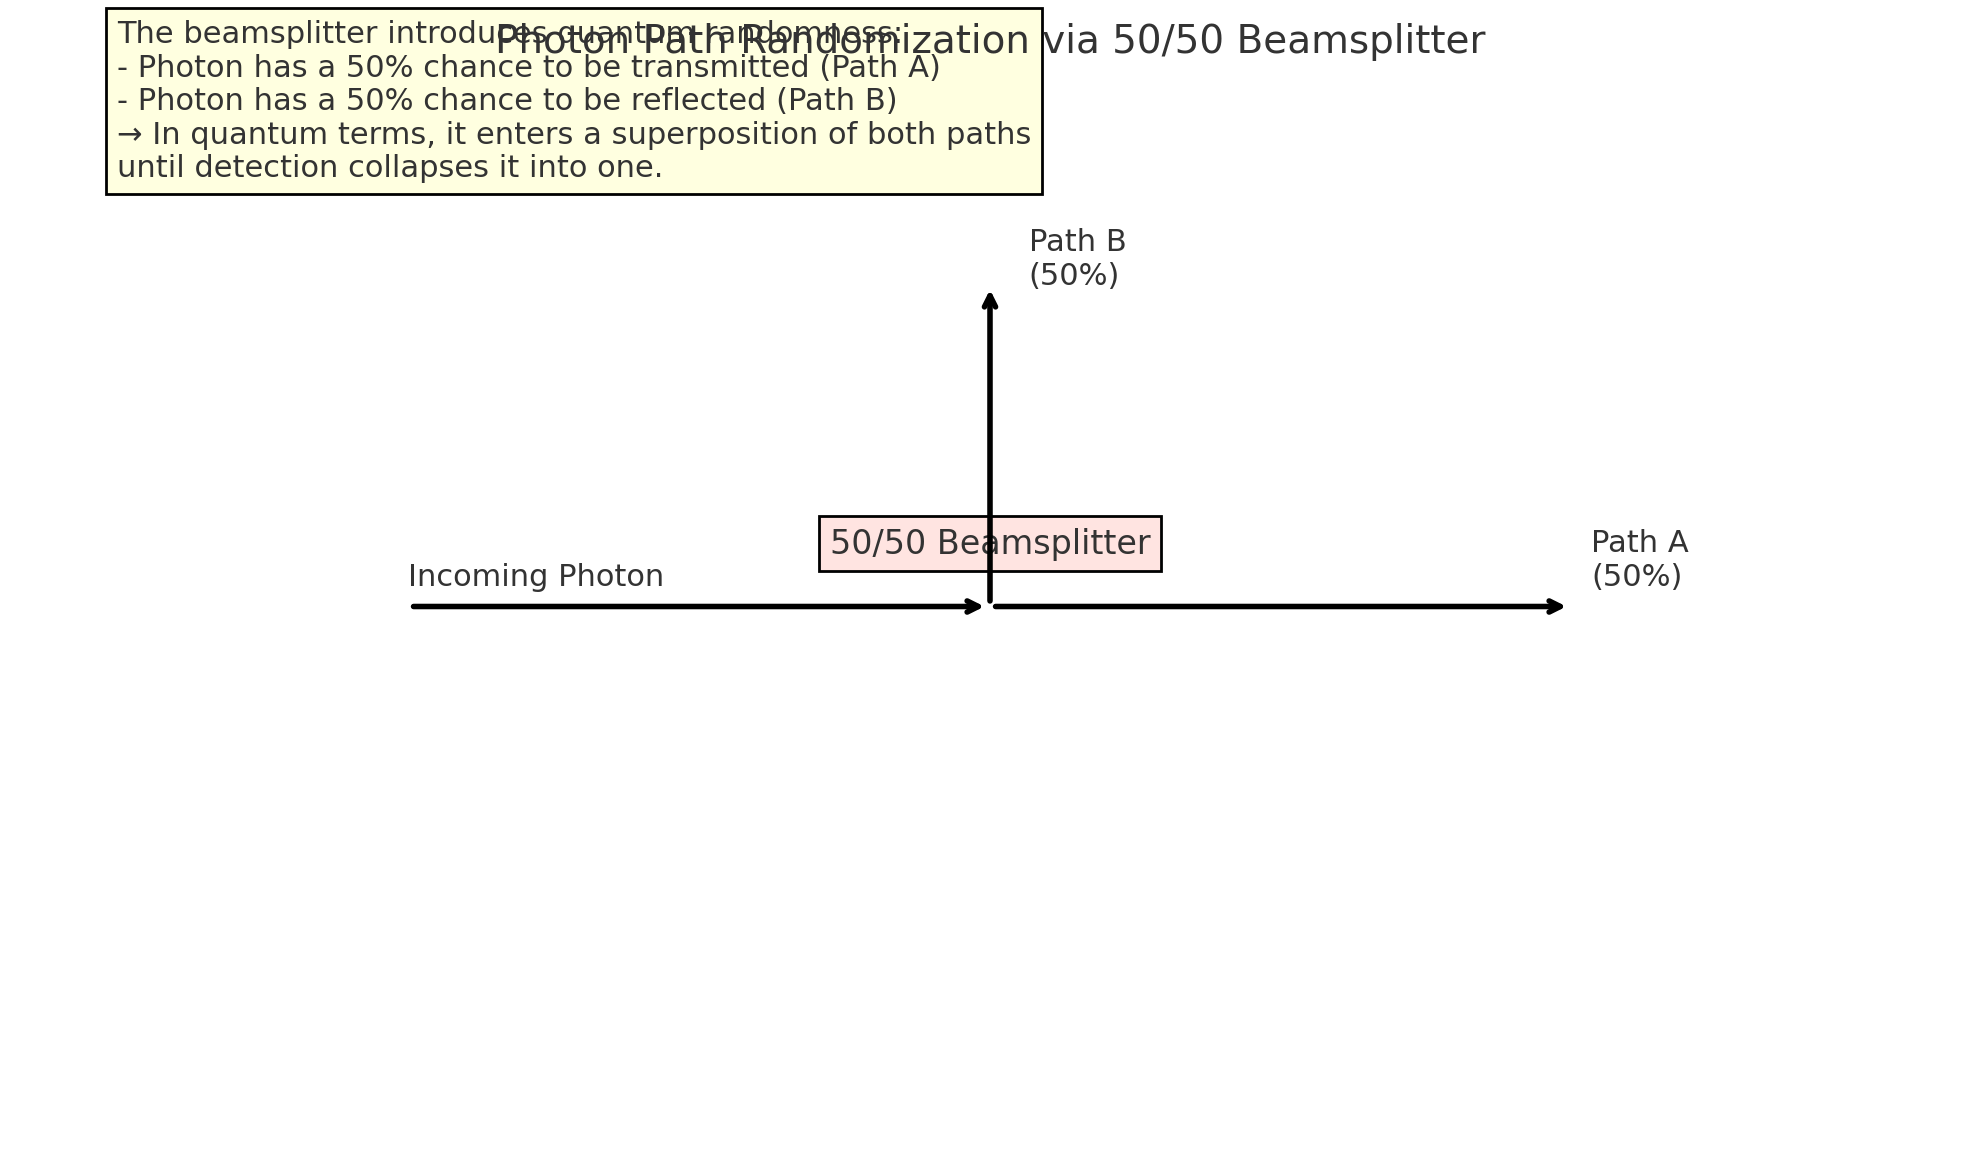 Photon Path Randomization via 50/50 Beamsplitter
The beamsplitter introduces quantum randomness:
- Photon has a 50% chance to be transmitted (Path A)
- Photon has a 50% chance to be reflected (Path B)
→ In quantum terms, it enters a superposition of both paths
until detection collapses it into one.
Path B
(50%)
50/50 Beamsplitter
Path A
(50%)
Incoming Photon